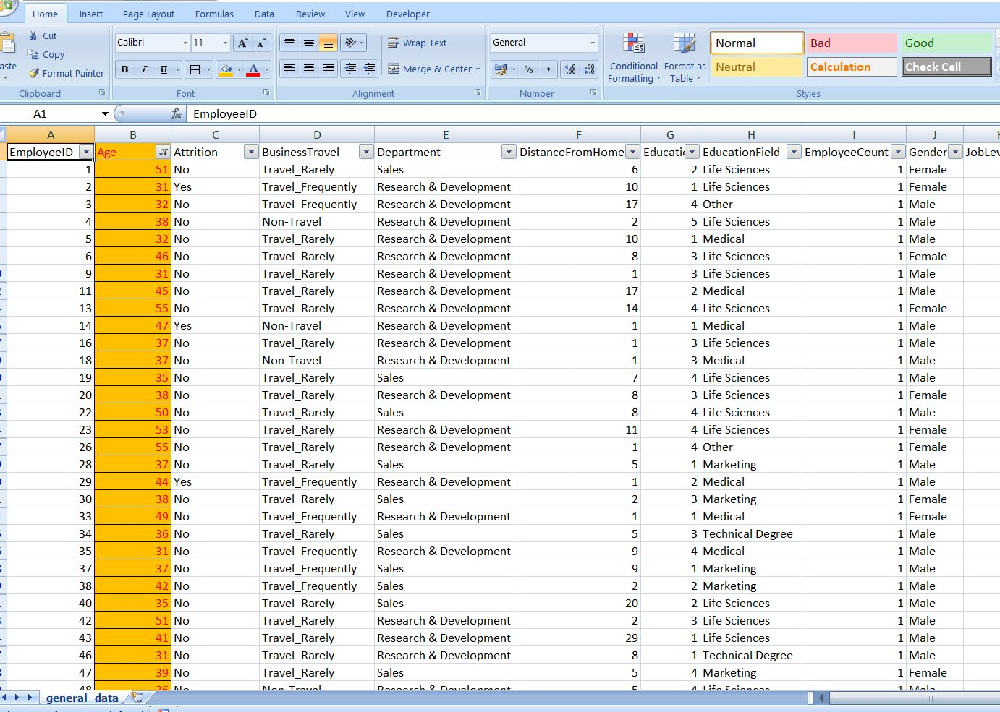 Home Insert Page Layout Formulas Data Review View Developer
Cut
Copy
Format Painter
Clipboard
Calibri 11
B I U
Font
Wrap Text
Merge & Center
Alignment
General
%
Number
Conditional Formatting
Format as Table
Normal Bad Good
Neutral Calculation Check Cell
Styles
A1 fx EmployeeID
A B C D E F G H I J
EmployeeID Age Attrition BusinessTravel Department DistanceFromHome Educatio EducationField EmployeeCount Gender JobLev
1 51 No Travel_Rarely Sales 6 2 Life Sciences 1 Female
2 31 Yes Travel_Frequently Research & Development 10 1 Life Sciences 1 Female
3 32 No Travel_Frequently Research & Development 17 4 Other 1 Male
4 38 No Non-Travel Research & Development 2 5 Life Sciences 1 Male
5 32 No Travel_Rarely Research & Development 10 1 Medical 1 Male
6 46 No Travel_Rarely Research & Development 8 3 Life Sciences 1 Female
9 31 No Travel_Rarely Research & Development 1 3 Life Sciences 1 Male
11 45 No Travel_Rarely Research & Development 17 2 Medical 1 Male
13 55 No Travel_Rarely Research & Development 14 4 Life Sciences 1 Female
14 47 Yes Non-Travel Research & Development 1 1 Medical 1 Male
16 37 No Travel_Rarely Research & Development 1 3 Life Sciences 1 Male
18 37 No Non-Travel Research & Development 1 3 Medical 1 Male
19 35 No Travel_Rarely Sales 7 4 Life Sciences 1 Male
20 38 No Travel_Rarely Research & Development 8 3 Life Sciences 1 Female
22 50 No Travel_Rarely Sales 8 4 Life Sciences 1 Male
23 53 No Travel_Rarely Research & Development 11 4 Life Sciences 1 Female
26 55 No Travel_Rarely Research & Development 1 4 Other 1 Female
28 37 No Travel_Rarely Sales 5 1 Marketing 1 Male
29 44 Yes Travel_Frequently Research & Development 1 2 Medical 1 Male
30 38 No Travel_Rarely Sales 2 3 Marketing 1 Female
33 49 No Travel_Frequently Research & Development 1 1 Medical 1 Female
34 36 No Travel_Rarely Sales 5 3 Technical Degree 1 Male
35 31 No Travel_Frequently Research & Development 9 4 Medical 1 Male
37 37 No Travel_Frequently Sales 9 1 Marketing 1 Male
38 42 No Travel_Frequently Sales 2 2 Marketing 1 Male
40 35 No Travel_Rarely Sales 20 2 Life Sciences 1 Male
42 51 No Travel_Rarely Research & Development 2 3 Life Sciences 1 Male
43 41 No Travel_Rarely Research & Development 29 1 Life Sciences 1 Male
46 31 No Travel_Rarely Research & Development 8 1 Technical Degree 1 Male
47 39 No Travel_Rarely Sales 5 4 Marketing 1 Female
48 36 No Non-Travel Research & Development 5 4 Life Sciences 1 Male
general_data